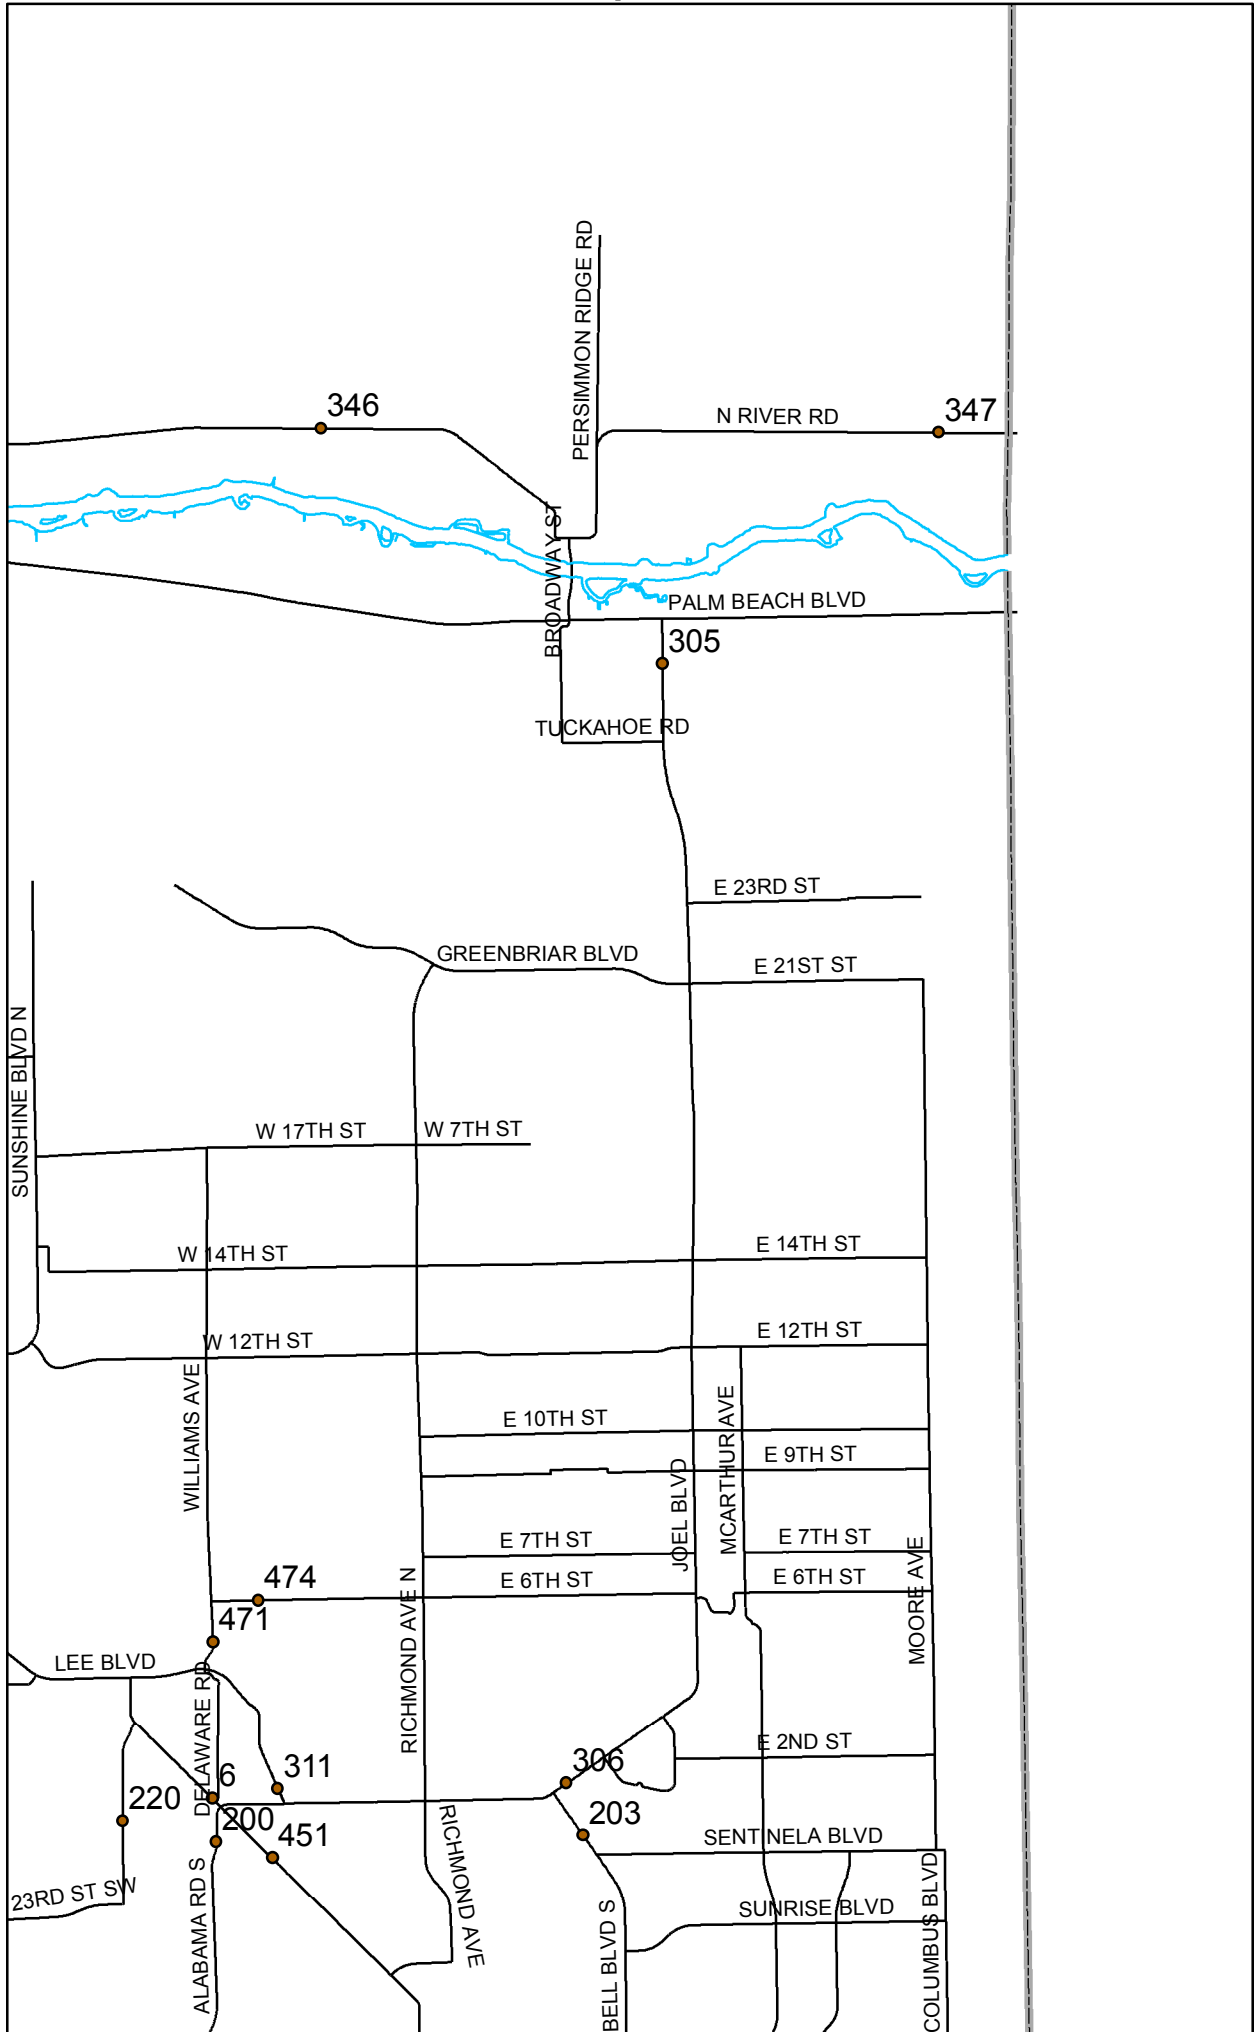 PERSIMMON RIDGE RD
346
N RIVER RD
347
BROADWAY ST
PALM BEACH BLVD
305
TUCKAHOE RD
E 23RD ST
GREENBRIAR BLVD
E 21ST ST
SUNSHINE BLVD N
W 17TH ST
W 7TH ST
W 14TH ST
E 14TH ST
W 12TH ST
E 12TH ST
WILLIAMS AVE
MCARTHUR AVE
E 10TH ST
E 9TH ST
JOEL BLVD
E 7TH ST
E 7TH ST
474
E 6TH ST
E 6TH ST
471
MOORE AVE
RICHMOND AVE N
LEE BLVD
DELAWARE RD
E 2ND ST
306
6
311
220
200
203
451
SENTINELA BLVD
RICHMOND AVE
23RD ST SW
ALABAMA RD S
SUNRISE BLVD
BELL BLVD S
COLUMBUS BLVD